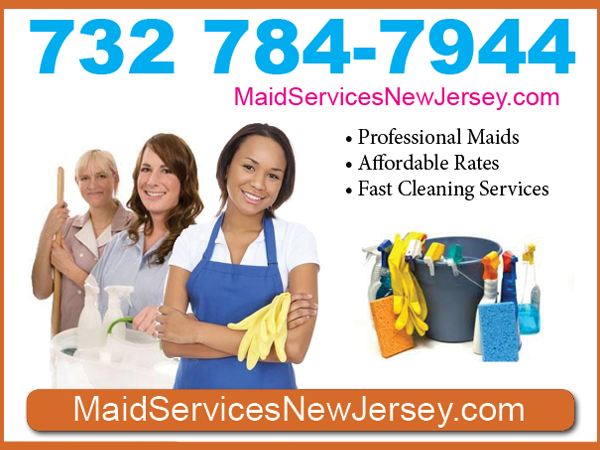 732 784-7944
MaidServicesNewJersey.com
• Professional Maids
• Affordable Rates
• Fast Cleaning Services
MaidServicesNewJersey.com